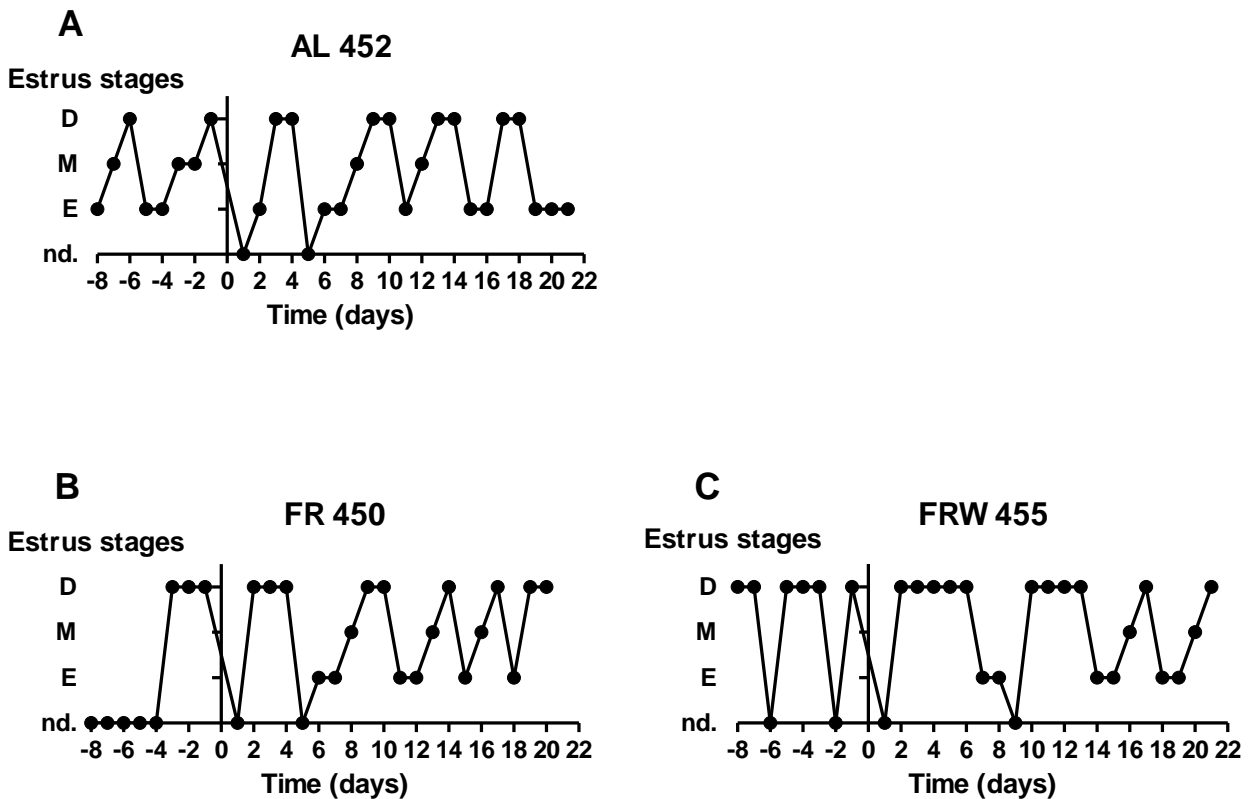 A
AL 452
Estrus stages
D
M
E
nd.
-8 -6 -4 -2 0 2 4 6 8 10 12 14 16 18 20 22
Time (days)
B
FR 450
Estrus stages
D
M
E
nd.
-8 -6 -4 -2 0 2 4 6 8 10 12 14 16 18 20 22
Time (days)
C
FRW 455
Estrus stages
D
M
E
nd.
-8 -6 -4 -2 0 2 4 6 8 10 12 14 16 18 20 22
Time (days)